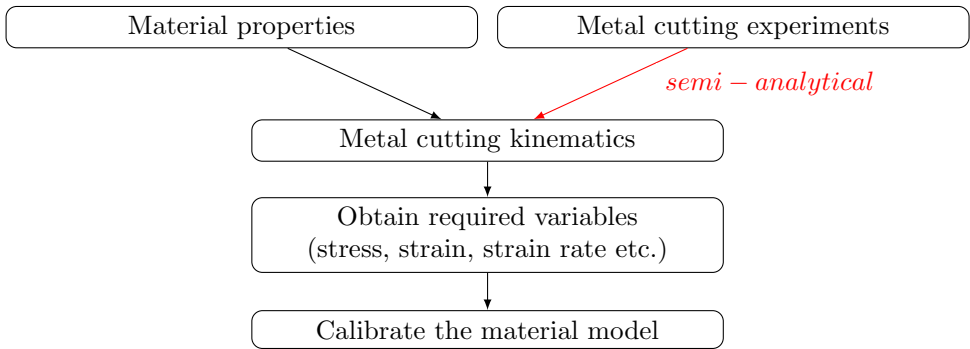 Material properties
Metal cutting experiments
semi − analytical
Metal cutting kinematics
Obtain required variables
(stress, strain, strain rate etc.)
Calibrate the material model